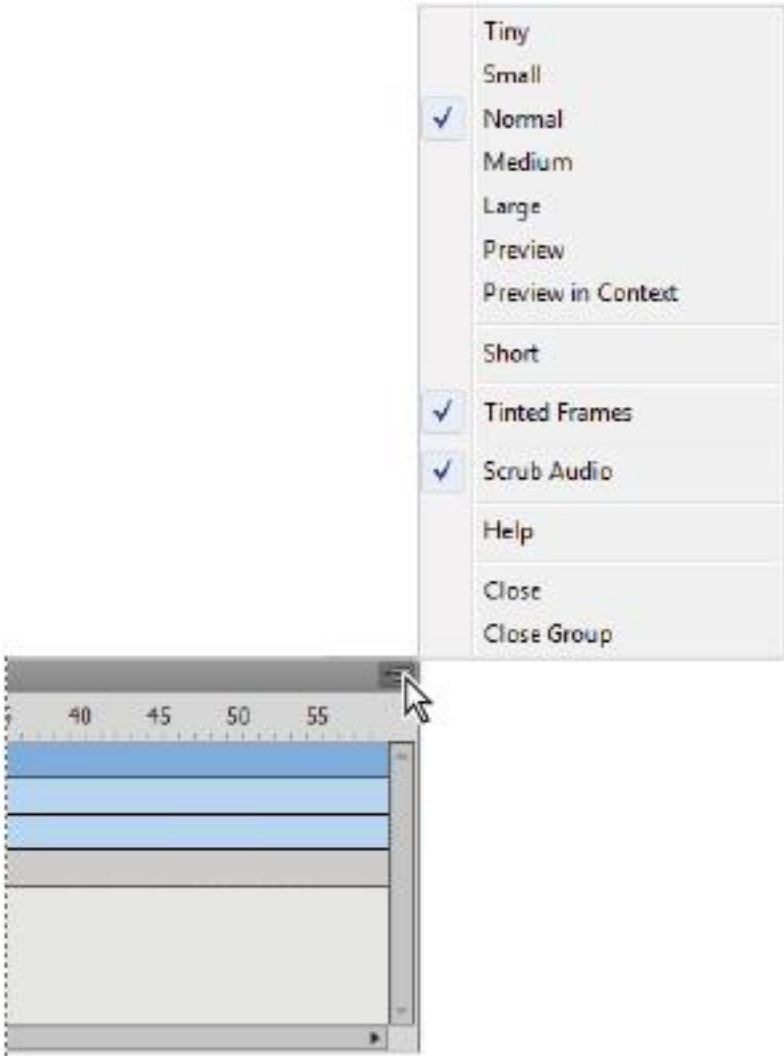 Tiny
Small
Normal
Medium
Large
Preview
Preview in Context
Short
Tinted Frames
Scrub Audio
Help
Close
Close Group
40 45 50 55